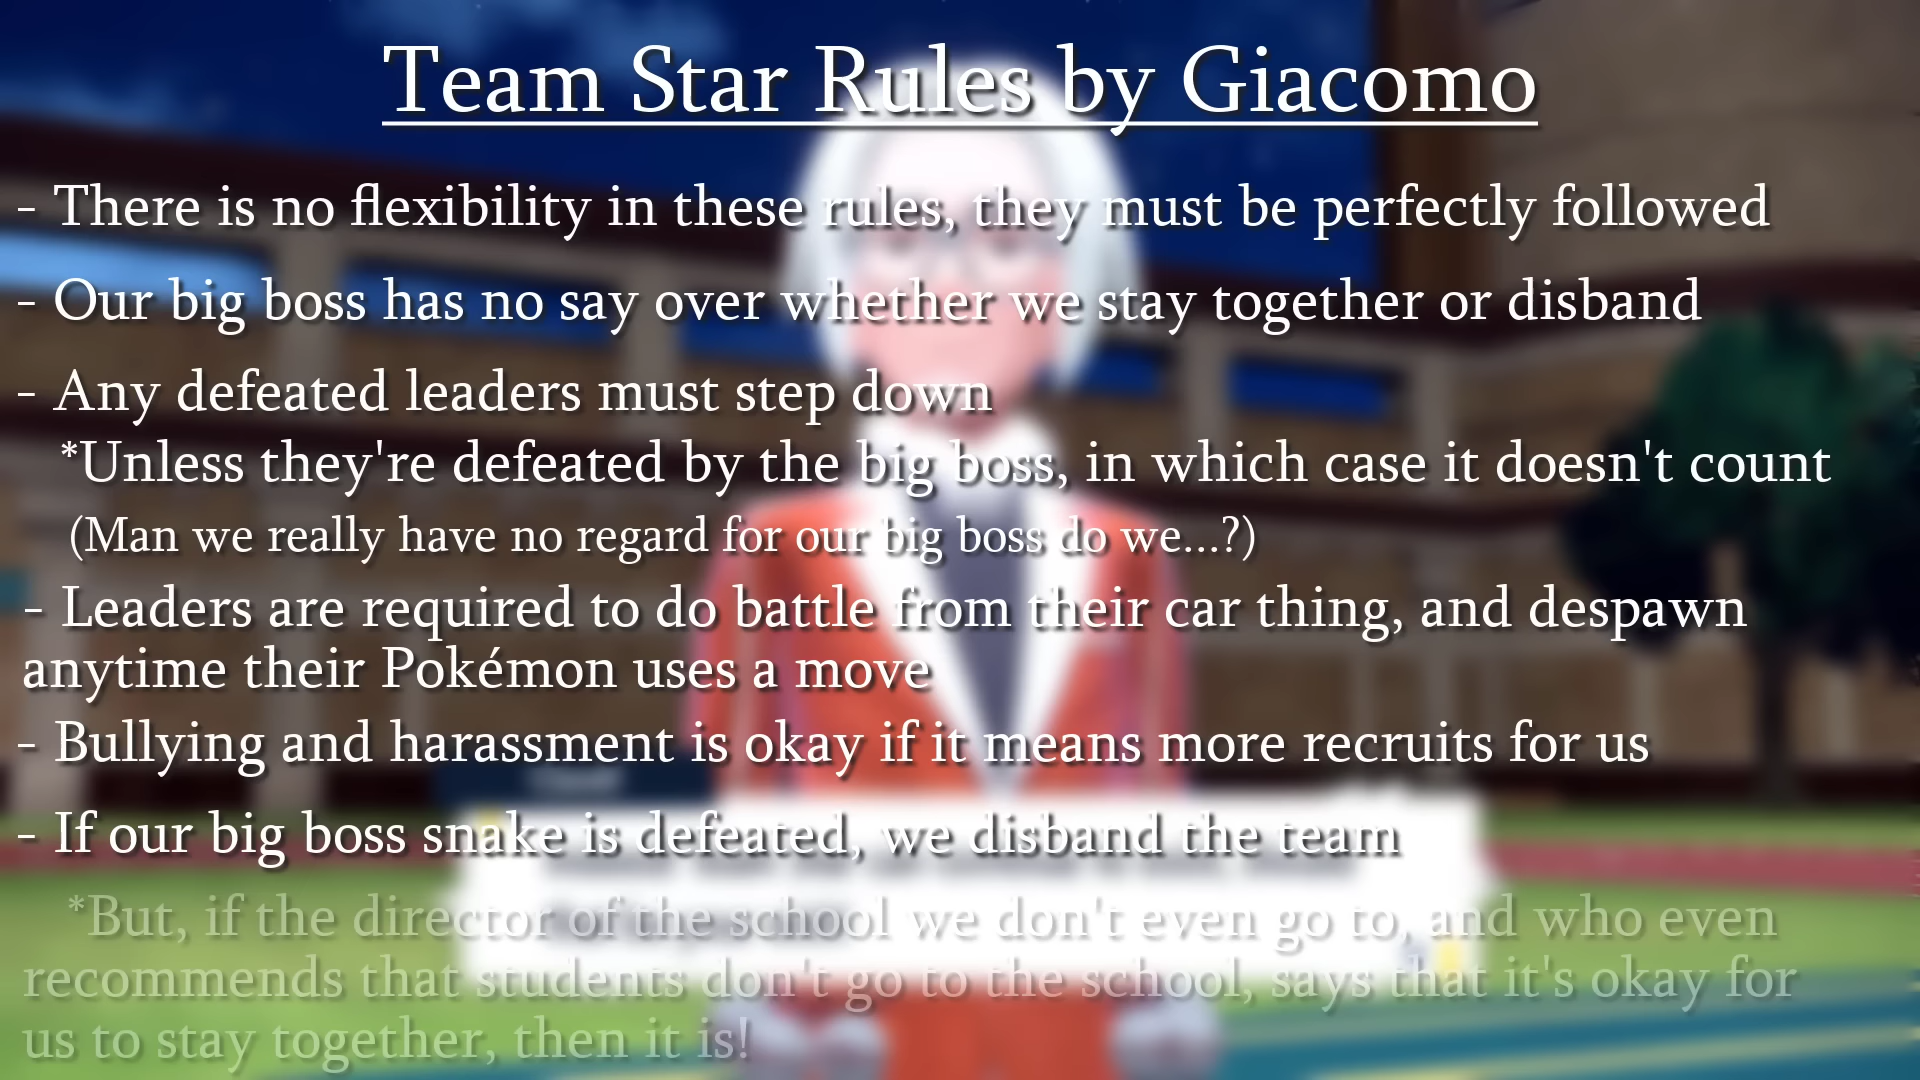 Team Star Rules by Giacomo
- There is no flexibility in these rules, they must be perfectly followed
- Our big boss has no say over whether we stay together or disband
- Any defeated leaders must step down
*Unless they're defeated by the big boss, in which case it doesn't count
(Man we really have no regard for our big boss do we...?)
- Leaders are required to do battle from their car thing, and despawn
anytime their Pokémon uses a move
- Bullying and harassment is okay if it means more recruits for us
- If our big boss snake is defeated, we disband the team
*But, if the director of the school we don't even go to, and who even
recommends that students don't go to the school, says that it's okay for
us to stay together, then it is!